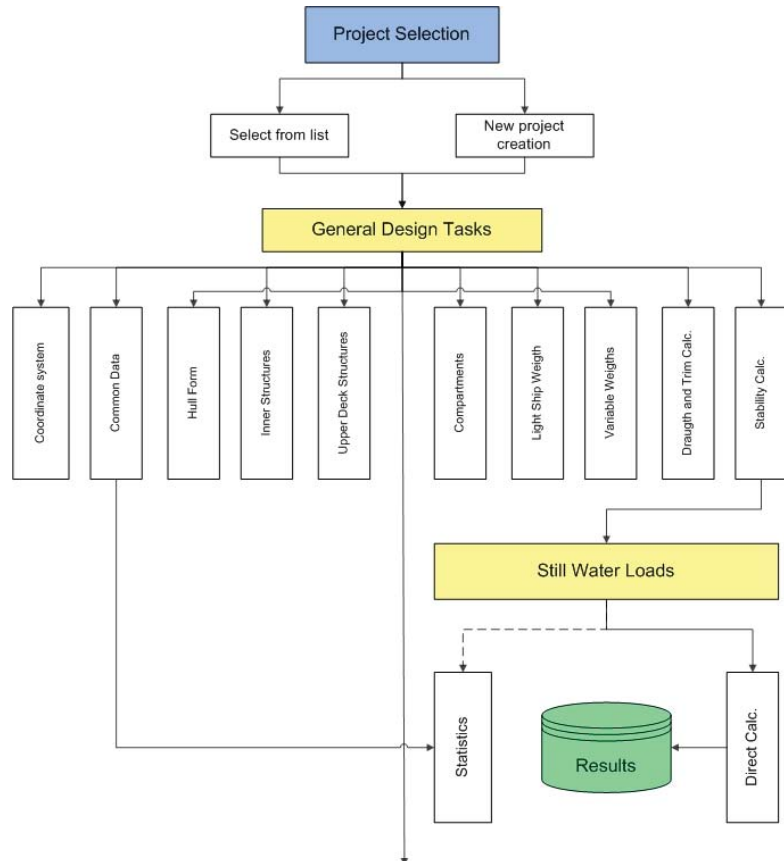 Project Selection
Select from list
New project
creation
General Design Tasks
Coordinate system
Common Data
Hull Form
Inner Structures
Upper Deck Structures
Compartments
Light Ship Weigth
Variable Weigths
Draugth and Trim Calc.
Stability Calc.
Still Water Loads
Statistics
Results
Direct Calc.